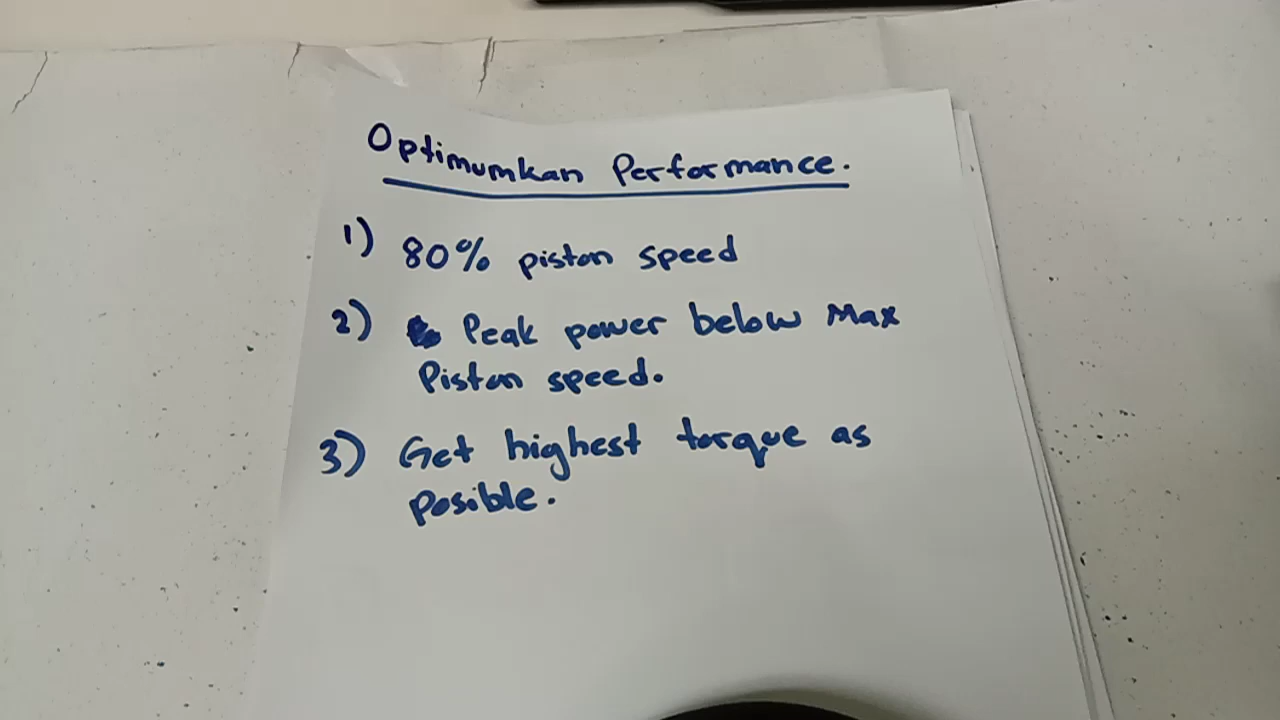 Optimumkan Performance.
1) 80% piston speed
2) Peak power below Max
Piston speed.
3) Get highest torque as
posible.